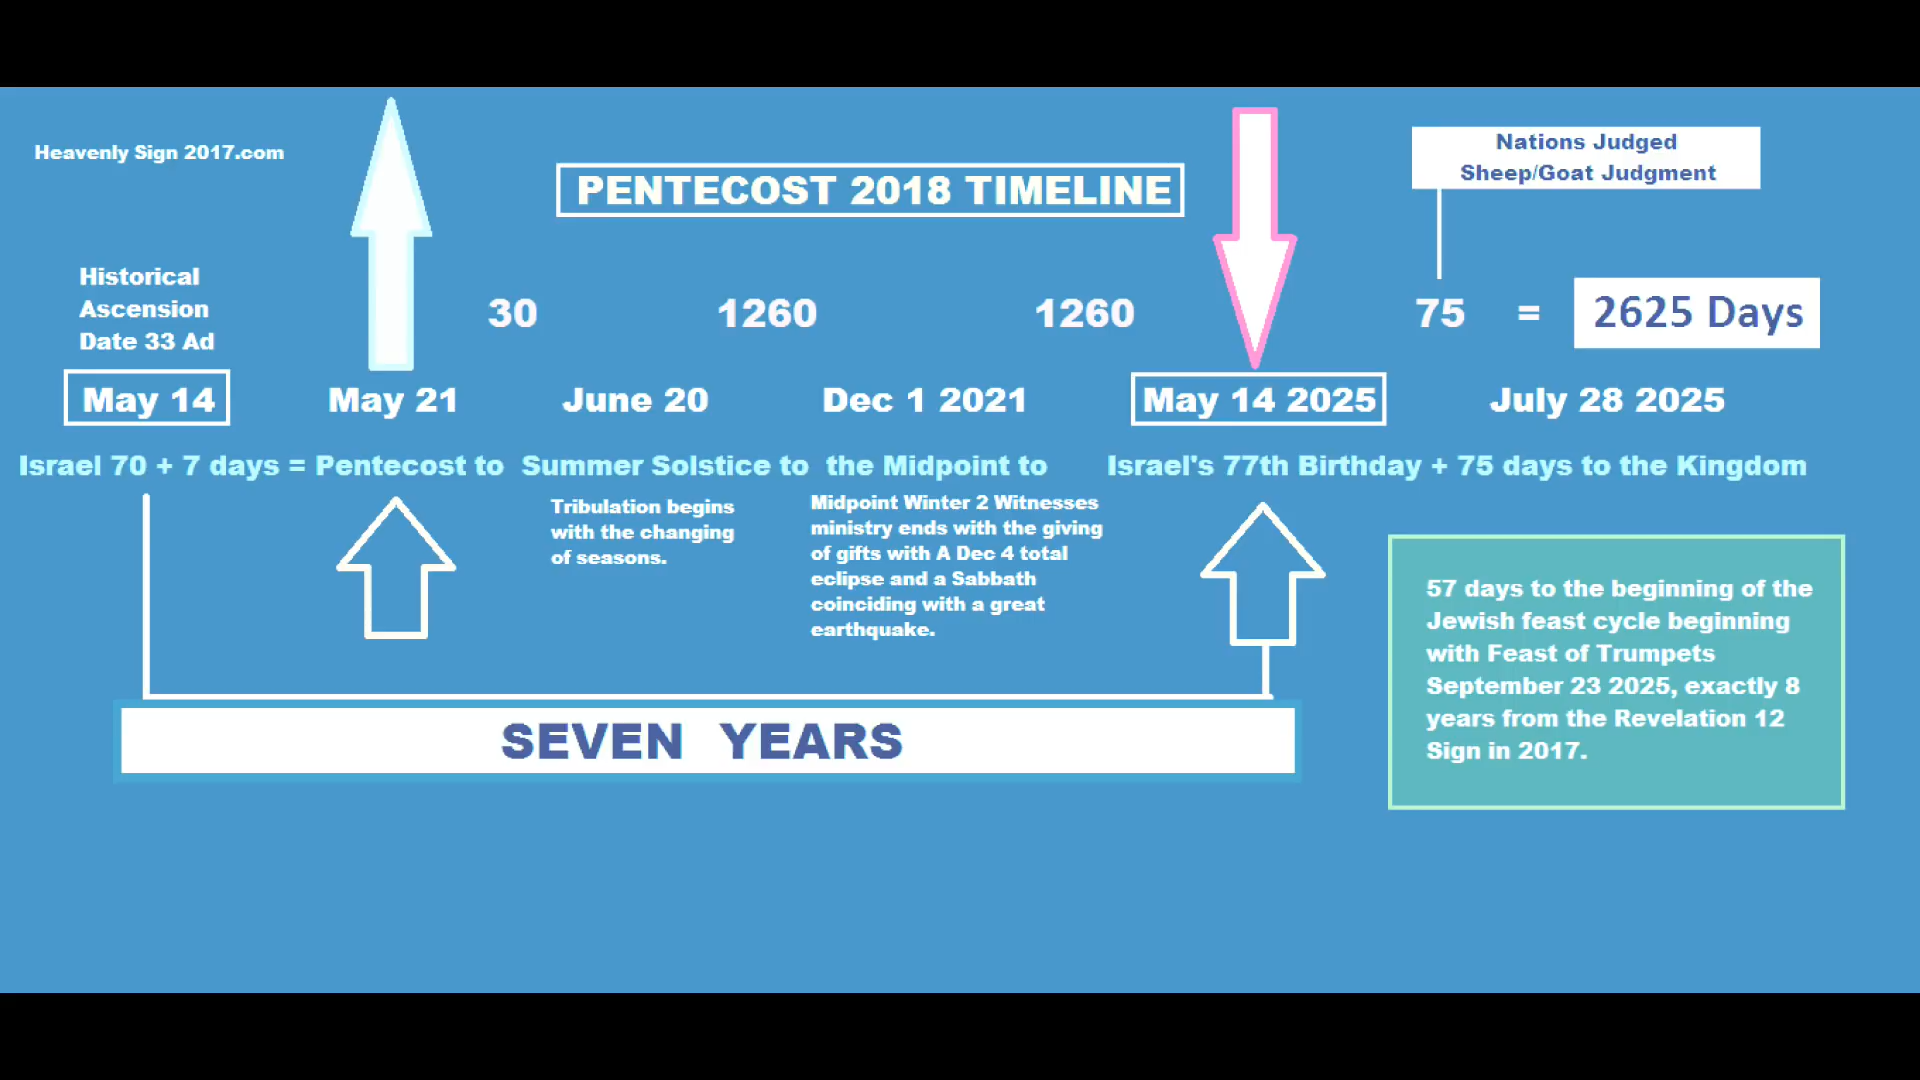 Heavenly Sign 2017.com
PENTECOST 2018 TIMELINE
Nations Judged
Sheep/Goat Judgment
Historical
Ascension
Date 33 Ad
30
1260
1260
75
=
2625 Days
May 14
May 21
June 20
Dec 1 2021
May 14 2025
July 28 2025
Israel 70 + 7 days = Pentecost to Summer Solstice to the Midpoint to Israel's 77th Birthday + 75 days to the Kingdom
Tribulation begins
with the changing
of seasons.
Midpoint Winter 2 Witnesses
ministry ends with the giving
of gifts with A Dec 4 total
eclipse and a Sabbath
coinciding with a great
earthquake.
57 days to the beginning of the
Jewish feast cycle beginning
with Feast of Trumpets
September 23 2025, exactly 8
years from the Revelation 12
Sign in 2017.
SEVEN YEARS